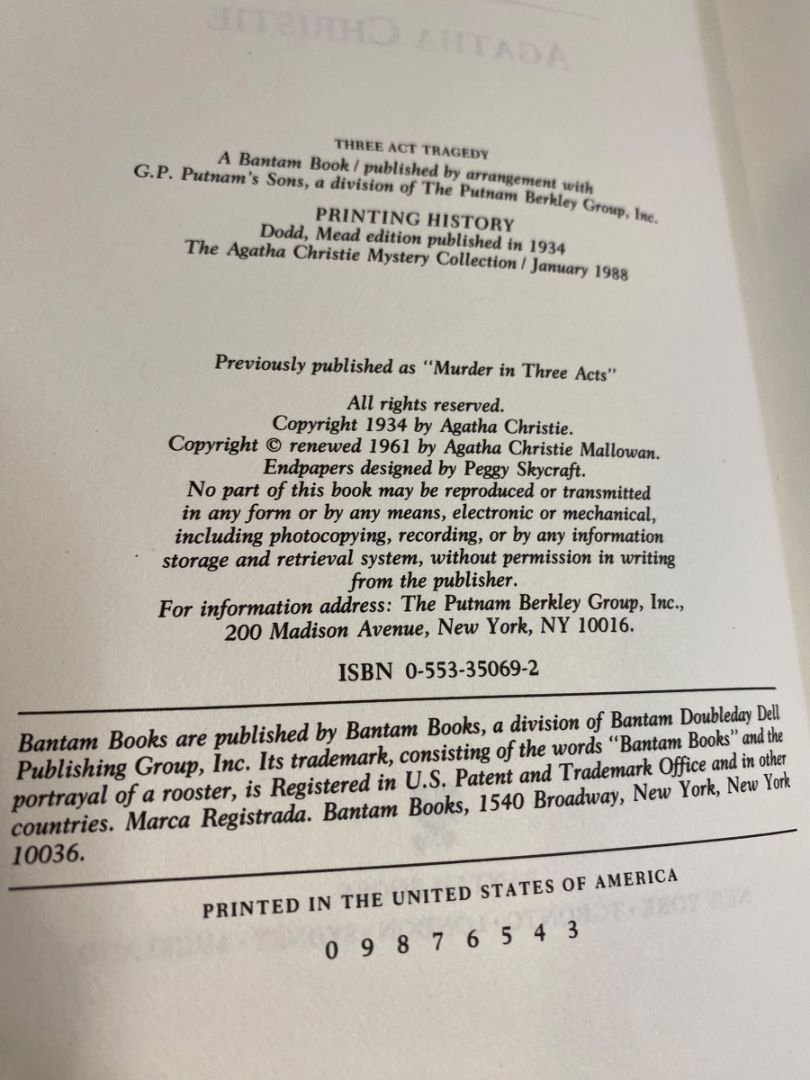 THREE ACT TRAGEDY
A Bantam Book / published by arrangement with
G.P. Putnam's Sons, a division of The Putnam Berkley Group, Inc.
PRINTING HISTORY
Dodd, Mead edition published in 1934
The Agatha Christie Mystery Collection / January 1988
Previously published as "Murder in Three Acts"
All rights reserved.
Copyright 1934 by Agatha Christie.
Copyright © renewed 1961 by Agatha Christie Mallowan.
Endpapers designed by Peggy Skycraft.
No part of this book may be reproduced or transmitted
in any form or by any means, electronic or mechanical,
including photocopying, recording, or by any information
storage and retrieval system, without permission in writing
from the publisher.
For information address: The Putnam Berkley Group, Inc.,
200 Madison Avenue, New York, NY 10016.
ISBN 0-553-35069-2
Bantam Books are published by Bantam Books, a division of Bantam Doubleday Dell
Publishing Group, Inc. Its trademark, consisting of the words "Bantam Books" and the
portrayal of a rooster, is Registered in U.S. Patent and Trademark Office and in other
countries. Marca Registrada. Bantam Books, 1540 Broadway, New York, New York
10036.
PRINTED IN THE UNITED STATES OF AMERICA
0 9 8 7 6 5 4 3